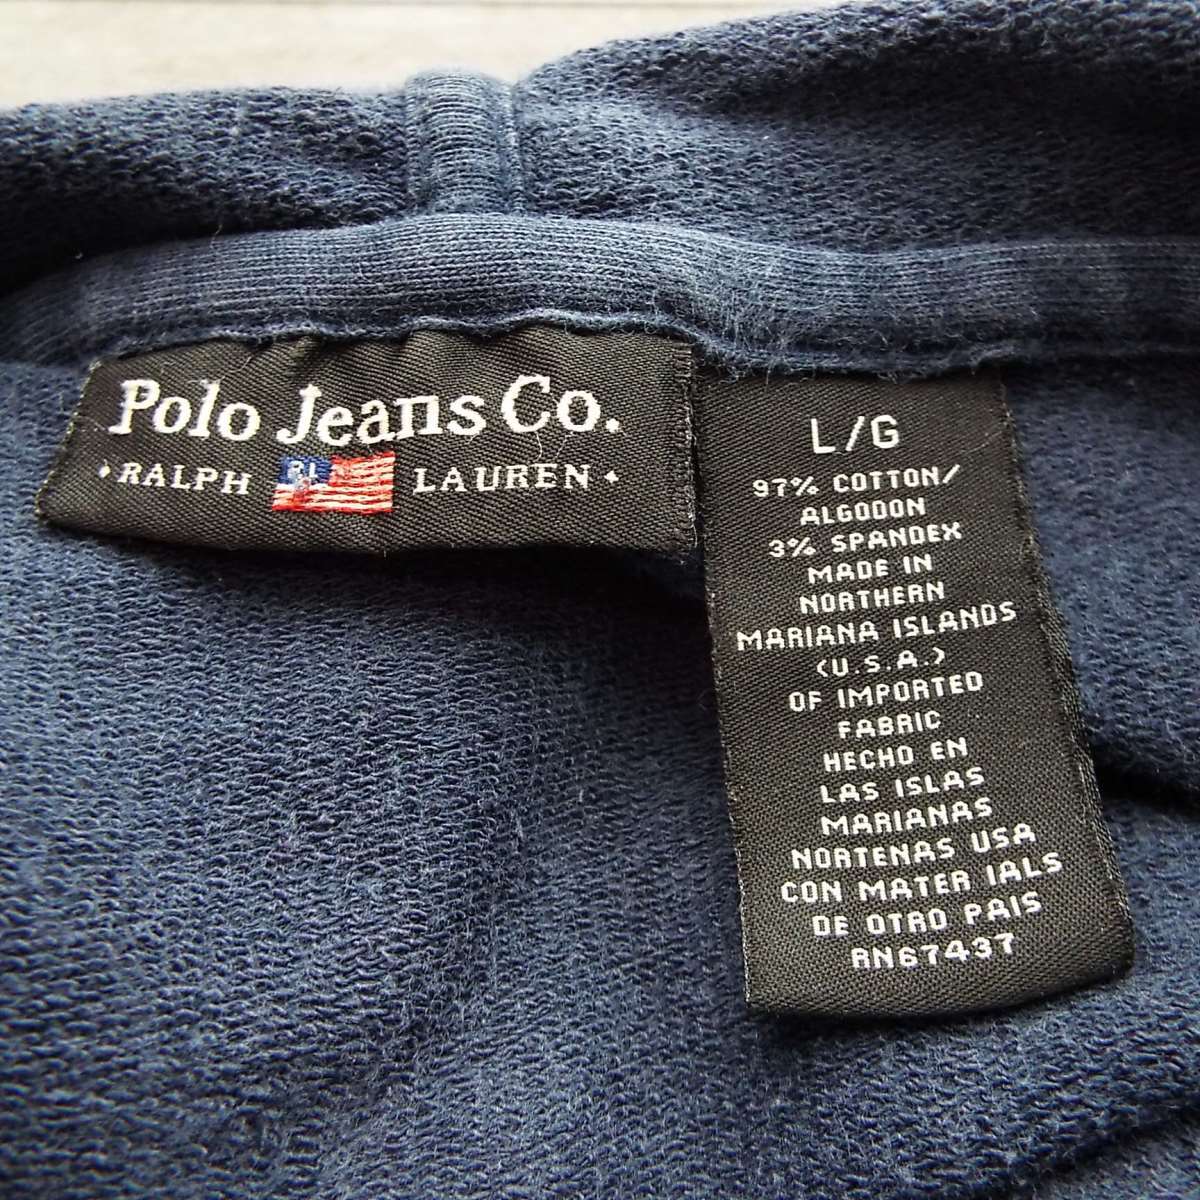 Polo Jeans Co.
RALPH RL LAUREN
L/G
97% COTTON/
ALGODON
3% SPANDEX
MADE IN
NORTHERN
MARIANA ISLANDS
(U.S.A.)
OF IMPORTED
FABRIC
HECHO EN
LAS ISLAS
MARIANAS
NORTENAS USA
CON MATER IALS
DE OTRO PAIS
RN67437